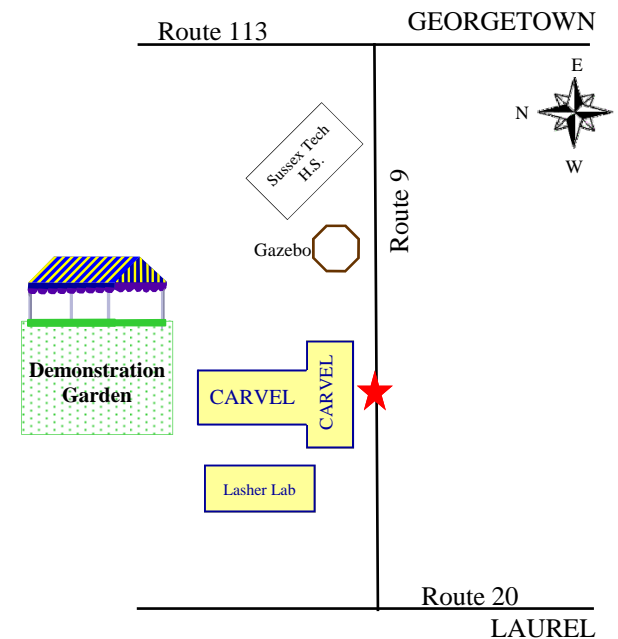 GEORGETOWN
Route 113
E
N
W
Sussex Tech
H.S.
Route 9
Gazebo
Demonstration
Garden
CARVEL
CARVEL
Lasher Lab
Route 20
LAUREL